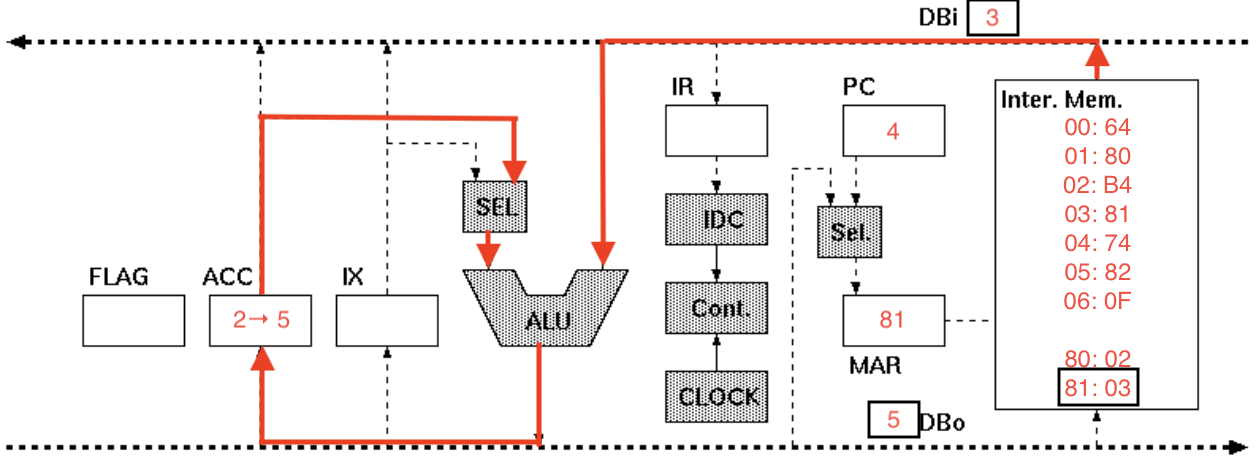 DBi 3
IR
PC
Inter. Mem.
4
00: 64
01: 80
02: B4
03: 81
04: 74
05: 82
06: 0F
80: 02
81: 03
SEL
IDC
Sel.
FLAG
ACC
IX
2→ 5
ALU
Cont.
81
MAR
CLOCK
5 DBo